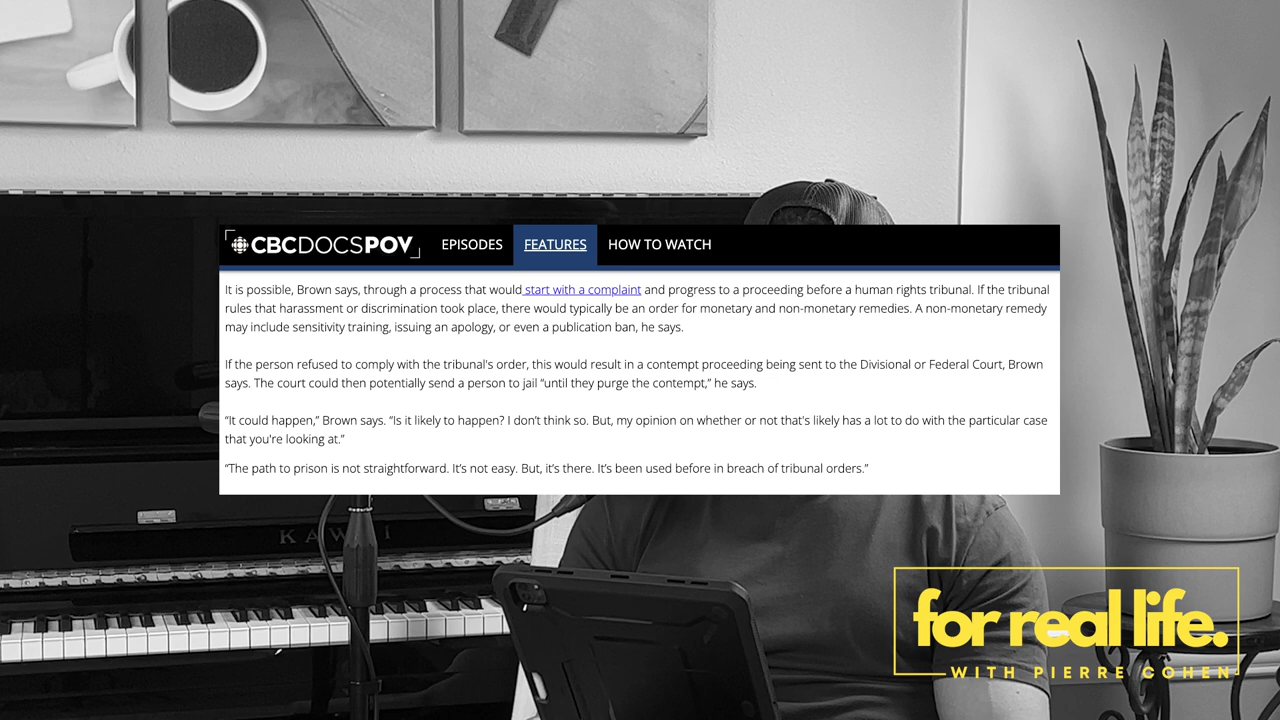 CBCDOCSPOV EPISODES FEATURES HOW TO WATCH
It is possible, Brown says, through a process that would start with a complaint and progress to a proceeding before a human rights tribunal. If the tribunal
rules that harassment or discrimination took place, there would typically be an order for monetary and non-monetary remedies. A non-monetary remedy
may include sensitivity training, issuing an apology, or even a publication ban, he says.
If the person refused to comply with the tribunal's order, this would result in a contempt proceeding being sent to the Divisional or Federal Court, Brown
says. The court could then potentially send a person to jail “until they purge the contempt,” he says.
“It could happen,” Brown says. “Is it likely to happen? I don’t think so. But, my opinion on whether or not that's likely has a lot to do with the particular case
that you're looking at.”
“The path to prison is not straightforward. It’s not easy. But, it’s there. It’s been used before in breach of tribunal orders.”
KAWAI
for real life.
WITH PIERRE COHEN